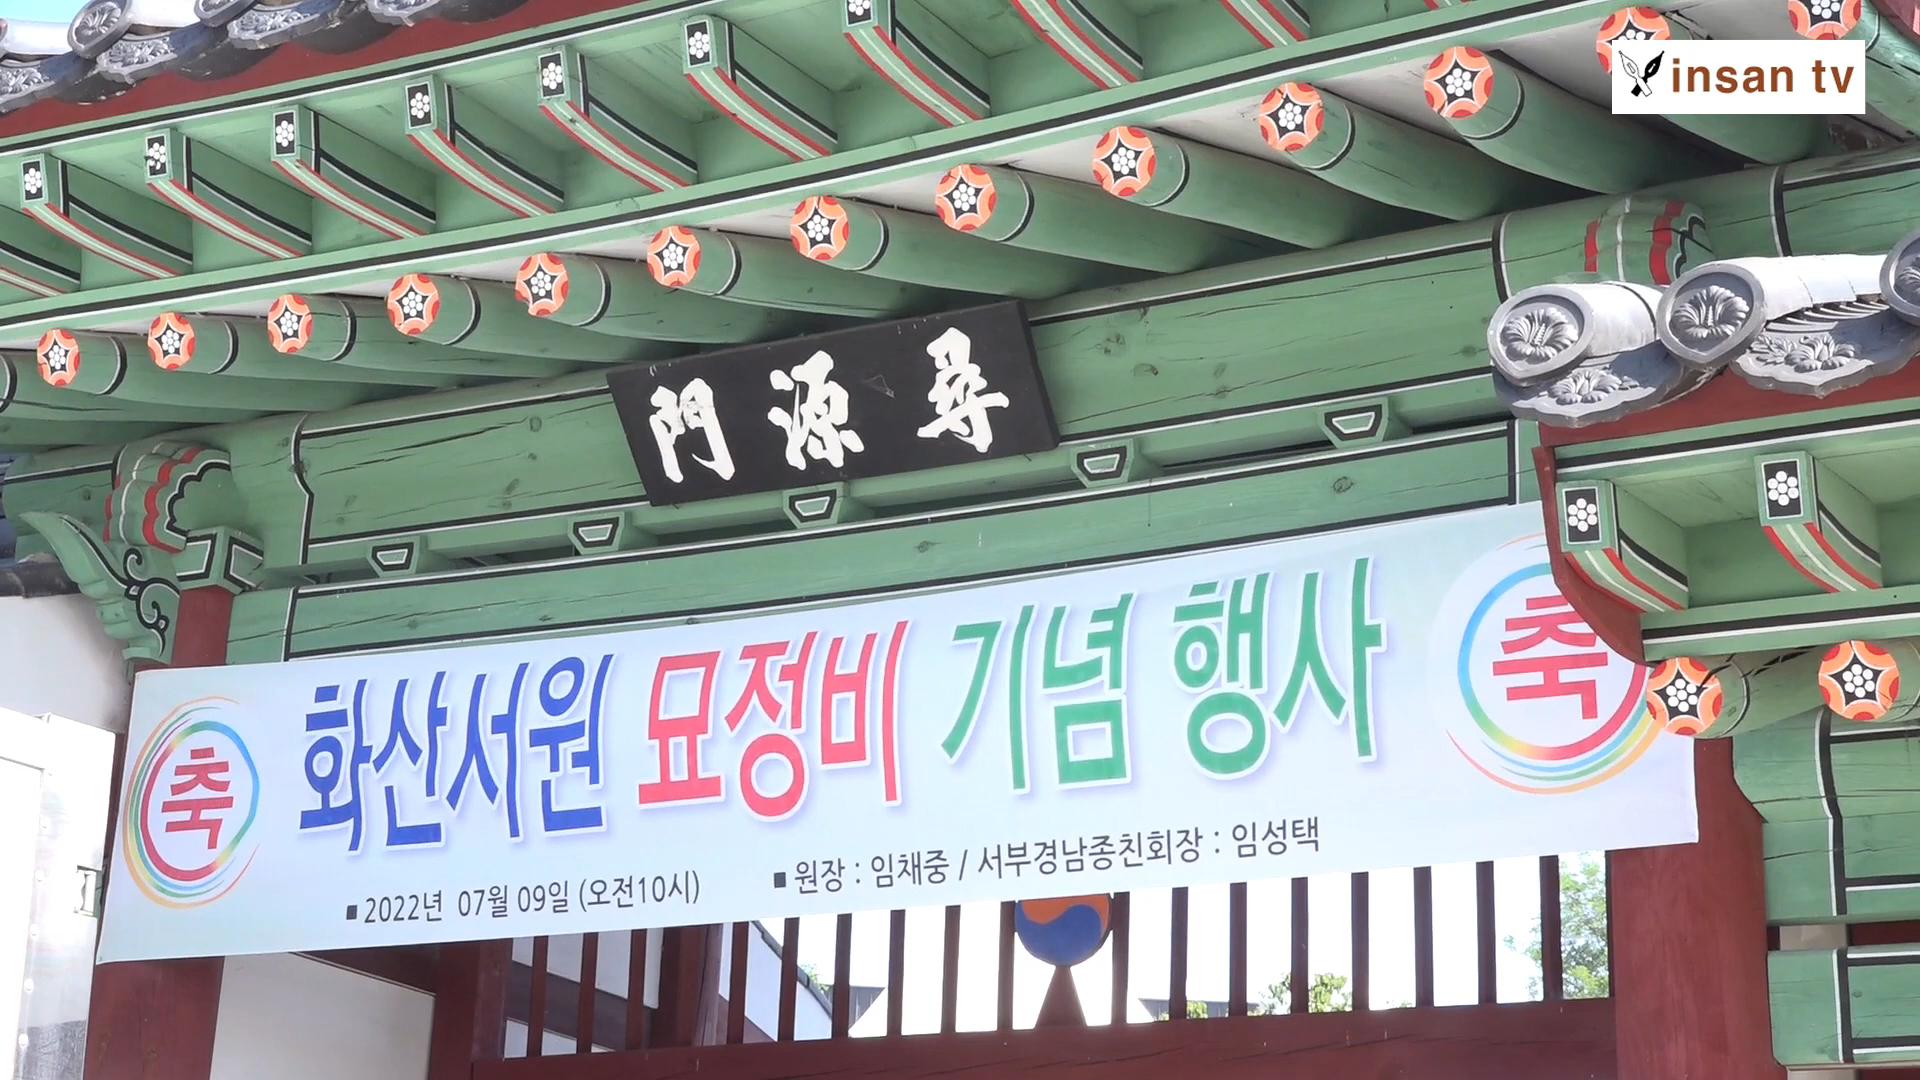 insan tv
門源尋
축 화산서원 묘정비 기념 행사 축
■ 2022년 07월 09일 (오전10시) ■ 원장 : 임채중 / 서부경남종친회장 : 임성택